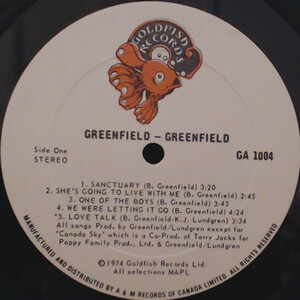 GOLDFISH
RECORDS
GREENFIELD – GREENFIELD
Side One
STEREO
GA 1004
1. SANCTUARY (B. Greenfield) 3:20
2. SHE'S GOING TO LIVE WITH ME (B. Greenfield) 2:45
3. ONE OF THE BOYS (B. Greenfield) 3:43
4. WE WERE LETTING IT GO (B. Greenfield) 4:24
"5. LOVE TALK (B. Greenfield-K.J. Lundgren)
All songs Prod. by Greenfield except for
"Canada Sky" which is a Co-Prod. of Terry Jacks for
Poppy Family Prods, Ltd. & Greenfield/Lundgren
©1974 Goldfish Records Ltd.
All selections MAPL
MANUFACTURED AND DISTRIBUTED BY A & M RECORDS OF CANADA LIMITED.